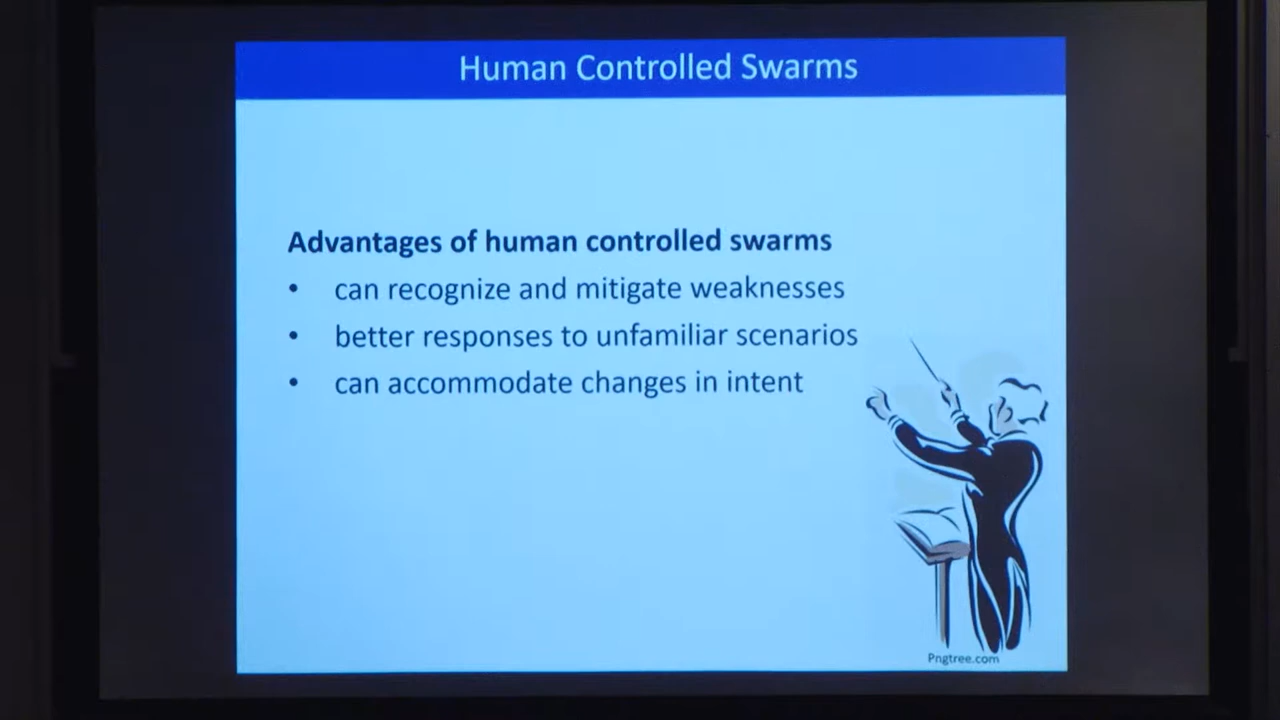 Human Controlled Swarms
Advantages of human controlled swarms
• can recognize and mitigate weaknesses
• better responses to unfamiliar scenarios
• can accommodate changes in intent
Pngtree.com